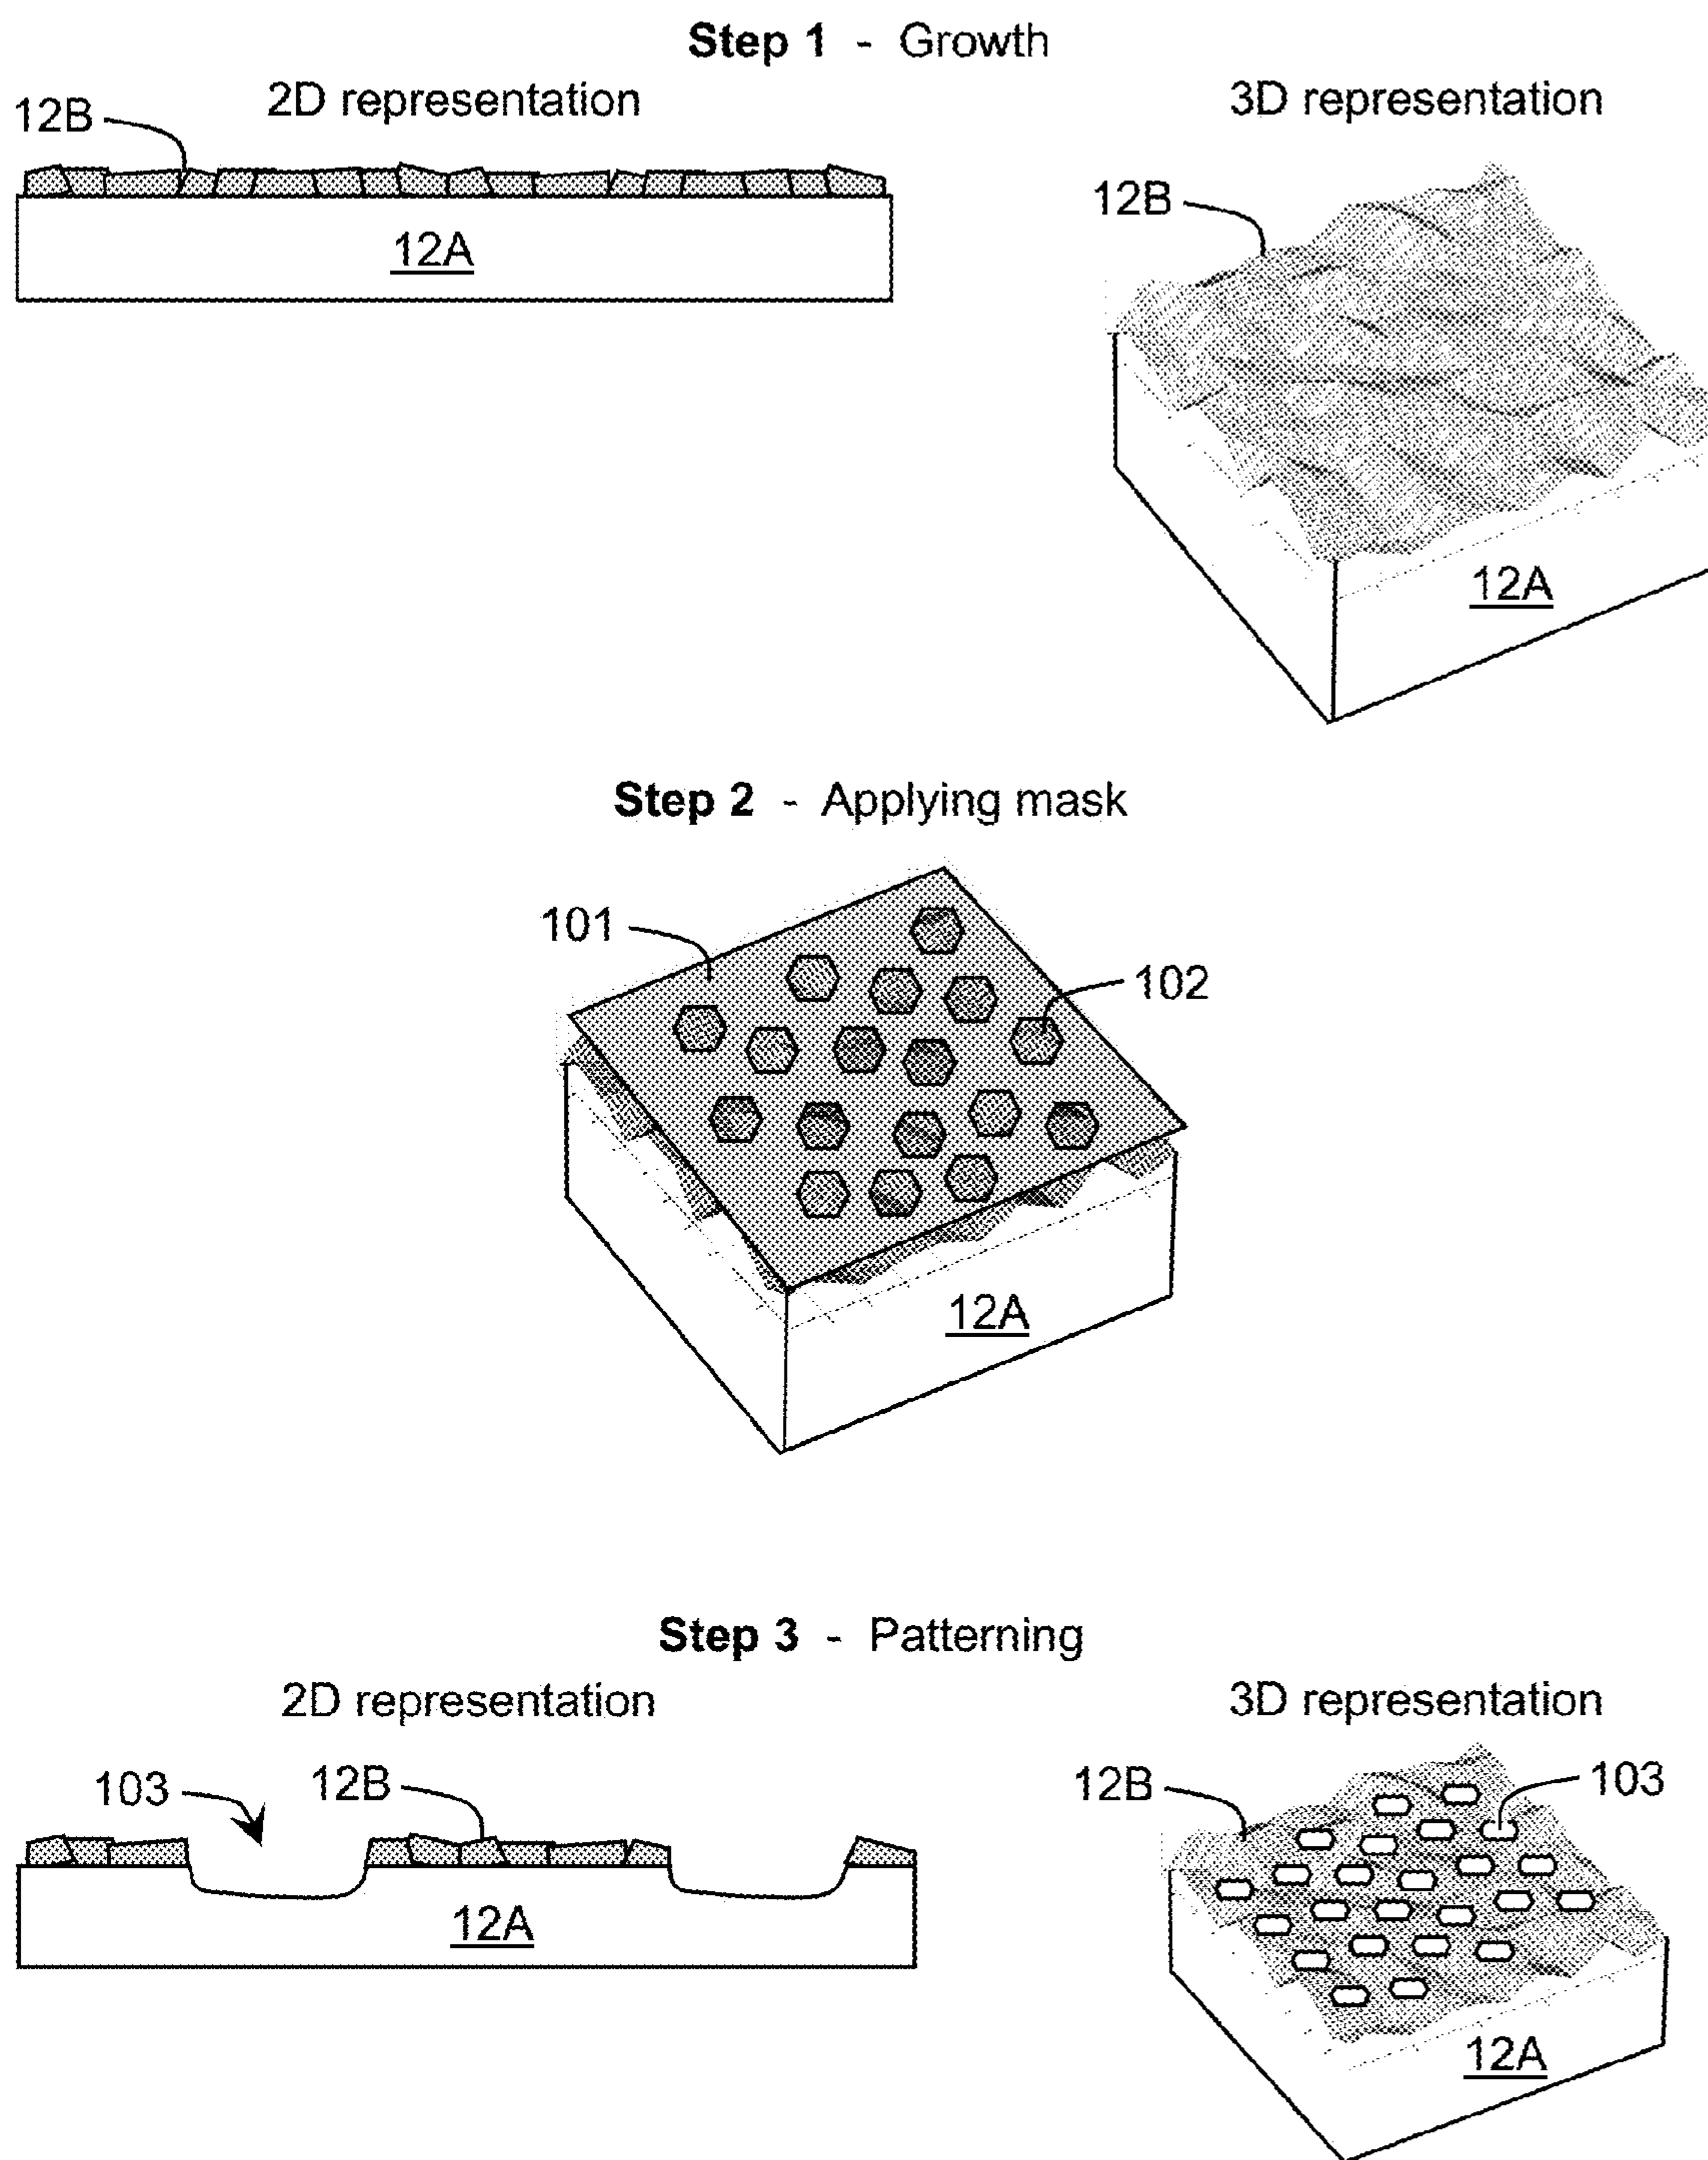 Step 1 - Growth
2D representation
3D representation
12B
12A
12B
12A
Step 2 - Applying mask
101
102
12A
Step 3 - Patterning
2D representation
3D representation
103
12B
12A
12B
103
12A